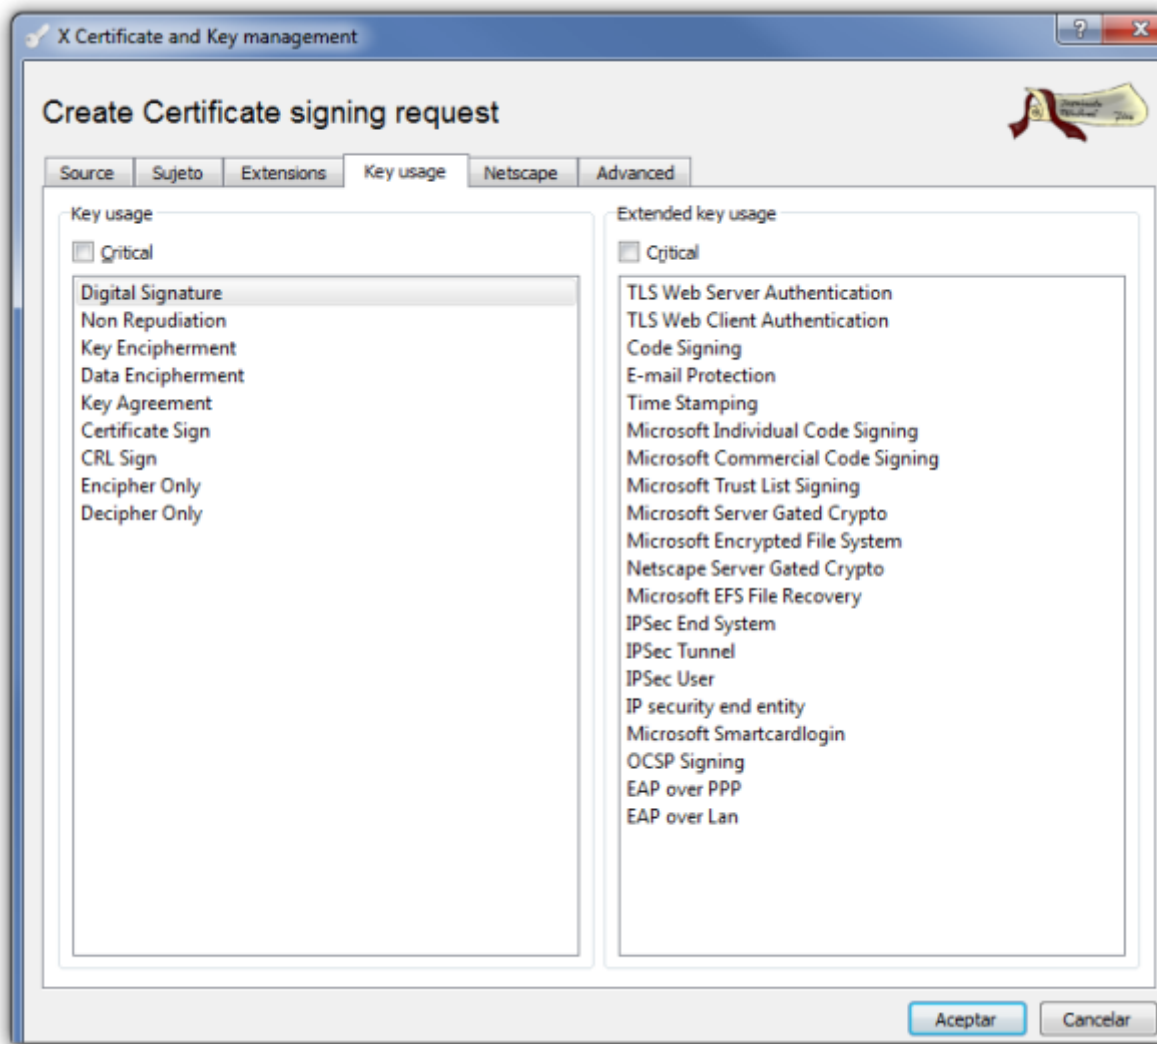 X Certificate and Key management
?
X
Create Certificate signing request
Source
Sujeto
Extensions
Key usage
Netscape
Advanced
Key usage
Critical
Digital Signature
Non Repudiation
Key Encipherment
Data Encipherment
Key Agreement
Certificate Sign
CRL Sign
Encipher Only
Decipher Only
Extended key usage
Critical
TLS Web Server Authentication
TLS Web Client Authentication
Code Signing
E-mail Protection
Time Stamping
Microsoft Individual Code Signing
Microsoft Commercial Code Signing
Microsoft Trust List Signing
Microsoft Server Gated Crypto
Microsoft Encrypted File System
Netscape Server Gated Crypto
Microsoft EFS File Recovery
IPSec End System
IPSec Tunnel
IPSec User
IP security end entity
Microsoft Smartcardlogin
OCSP Signing
EAP over PPP
EAP over Lan
Aceptar
Cancelar